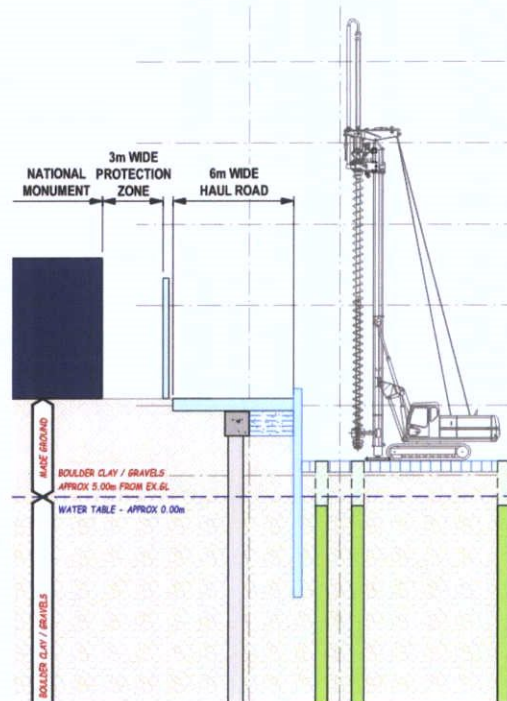 NATIONAL
MONUMENT
3m WIDE
PROTECTION
ZONE
6m WIDE
HAUL ROAD
MADE GROUND
BOULDER CLAY / GRAVELS
APPROX 5.00m FROM EX.GL
WATER TABLE - APPROX 0.00m
BOULDER CLAY / GRAVELS